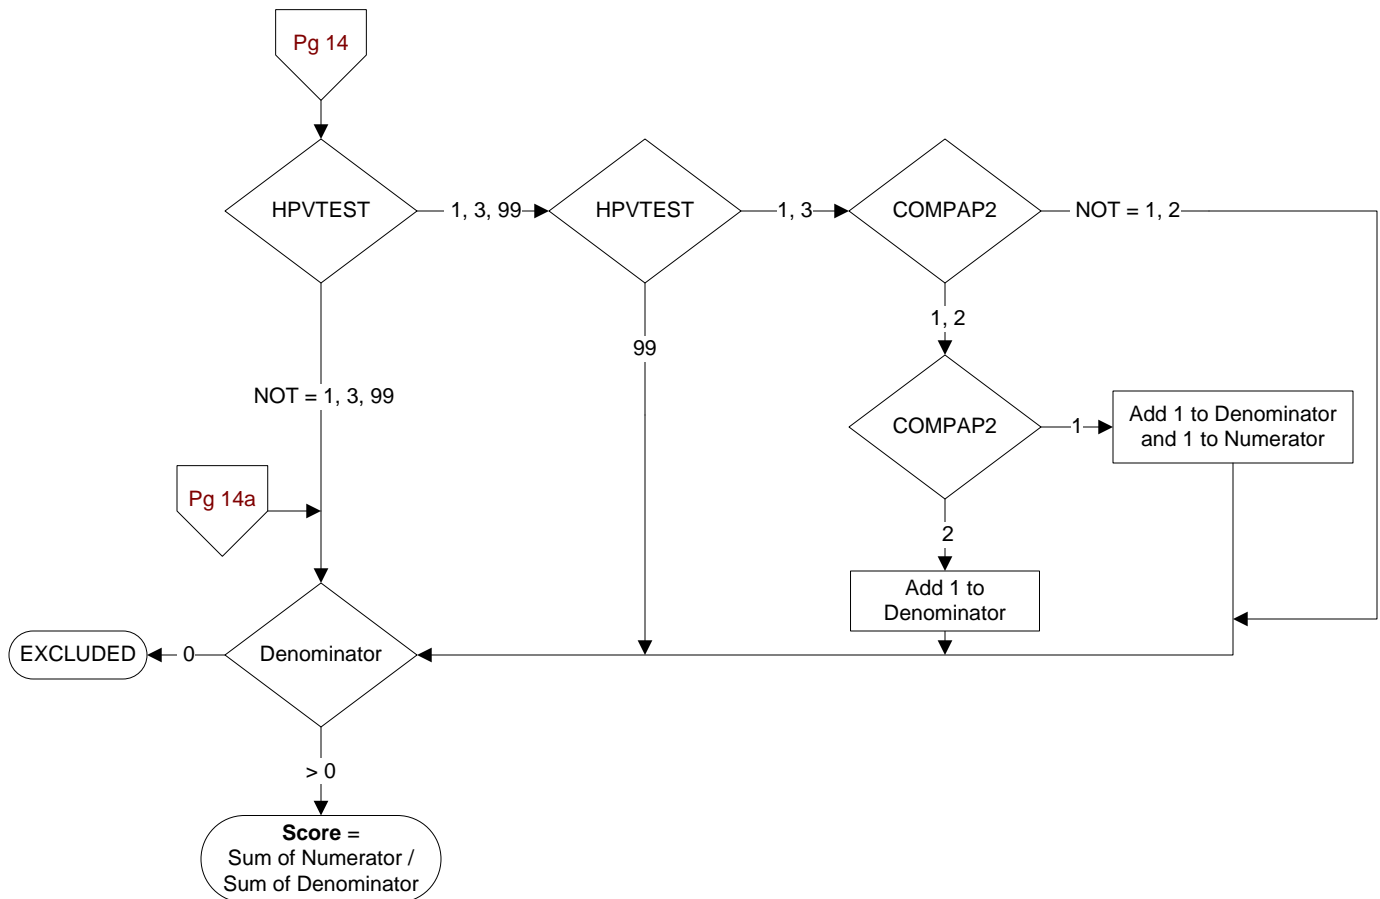 Pg 14
HPVTEST
1, 3, 99
HPVTEST
1, 3
COMPAP2
NOT = 1, 2
1, 2
99
NOT = 1, 3, 99
COMPAP2
1
Add 1 to Denominator
and 1 to Numerator
Pg 14a
2
Add 1 to
Denominator
EXCLUDED
0
Denominator
> 0
Score =
Sum of Numerator /
Sum of Denominator